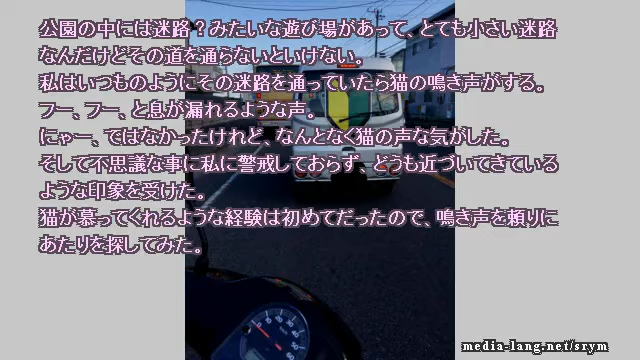 公園の中には迷路？みたいな遊び場があって、とても小さい迷路
なんだけどその道を通らないといけない。
私はいつものようにその迷路を通っていたら猫の鳴き声がする。
フー、フー、と息が漏れるような声。
にゃー、ではなかったけれど、なんとなく猫の声な気がした。
そして不思議な事に私に警戒しておらず、どうも近づいてきている
ような印象を受けた。
猫が慕ってくれるような経験は初めてだったので、鳴き声を頼りに
あたりを探してみた。
media-lang.net/srym